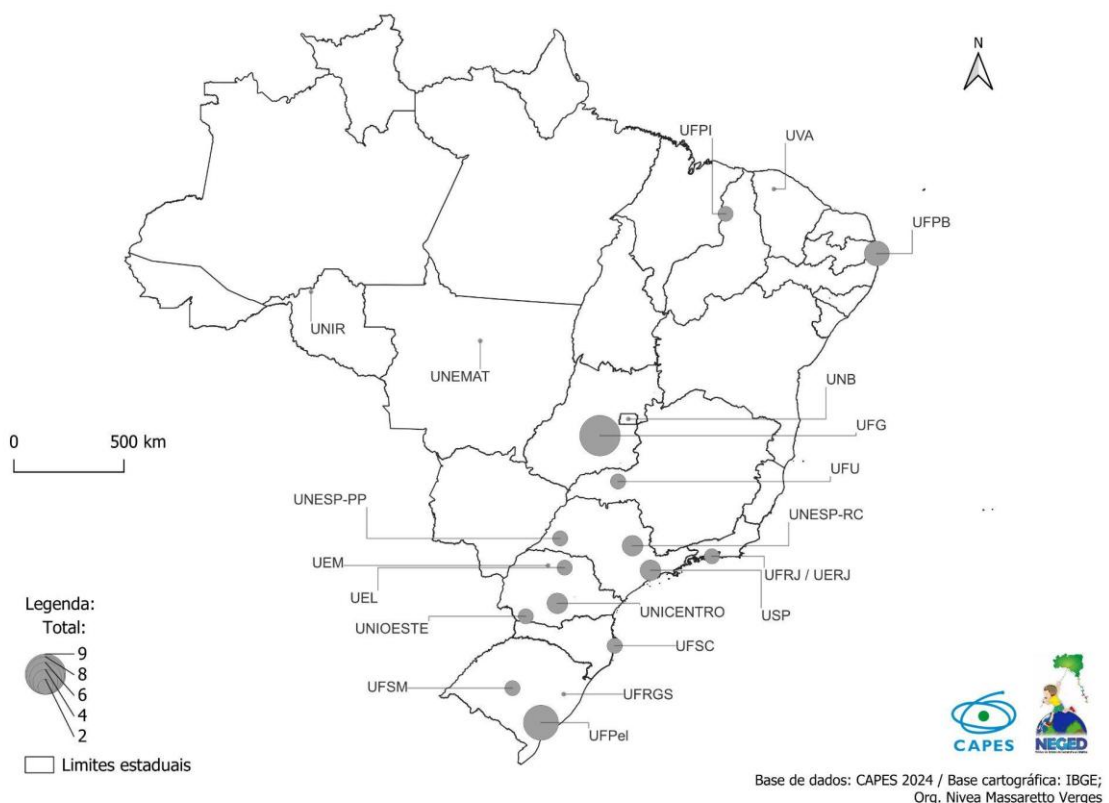 N
UFPI
UVA
UFPB
UNIR
UNEMAT
UNB
UFG
0 500 km
UFU
UNESP-PP
UNESP-RC
UEM
UFRJ / UERJ
UEL
Legenda:
UNICENTRO
USP
Total:
UNIOESTE
9
UFSC
8
6
UFSM
UFRGS
4
2
UFPel
CAPES
NEGED
Limites estaduais
Base de dados: CAPES 2024 / Base cartográfica: IBGE;
Org. Nivea Massaretto Verges